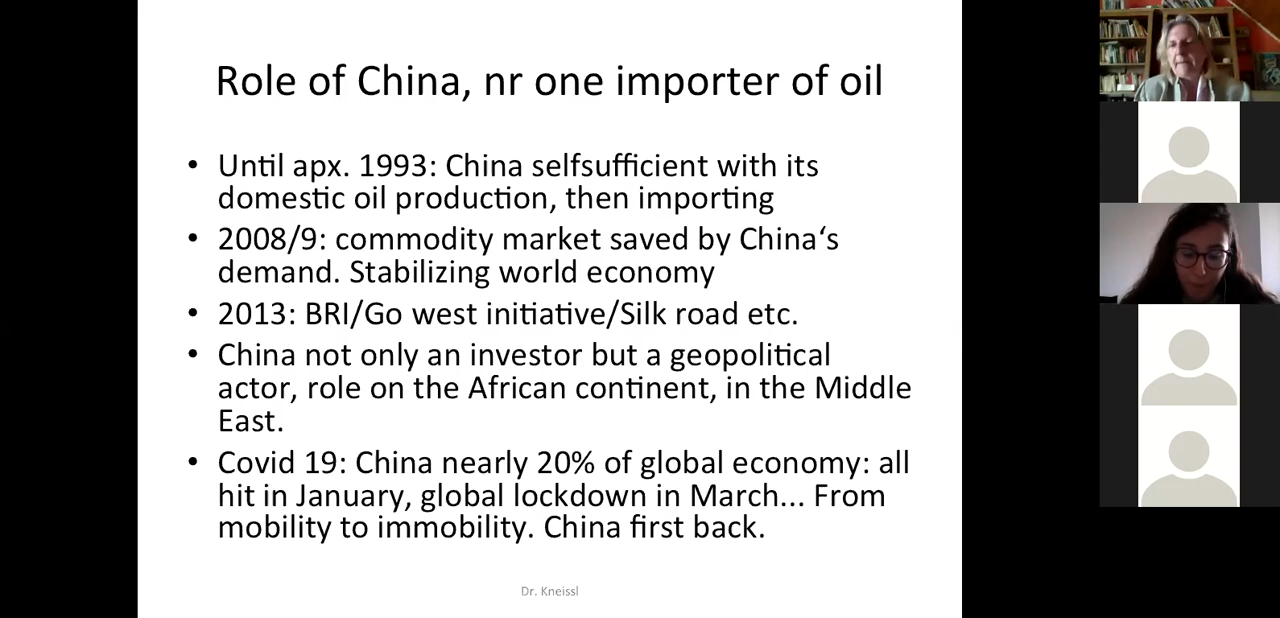 Role of China, nr one importer of oil
• Until apx. 1993: China selfsufficient with its
domestic oil production, then importing
• 2008/9: commodity market saved by China‘s
demand. Stabilizing world economy
• 2013: BRI/Go west initiative/Silk road etc.
• China not only an investor but a geopolitical
actor, role on the African continent, in the Middle
East.
• Covid 19: China nearly 20% of global economy: all
hit in January, global lockdown in March... From
mobility to immobility. China first back.
Dr. Kneissl